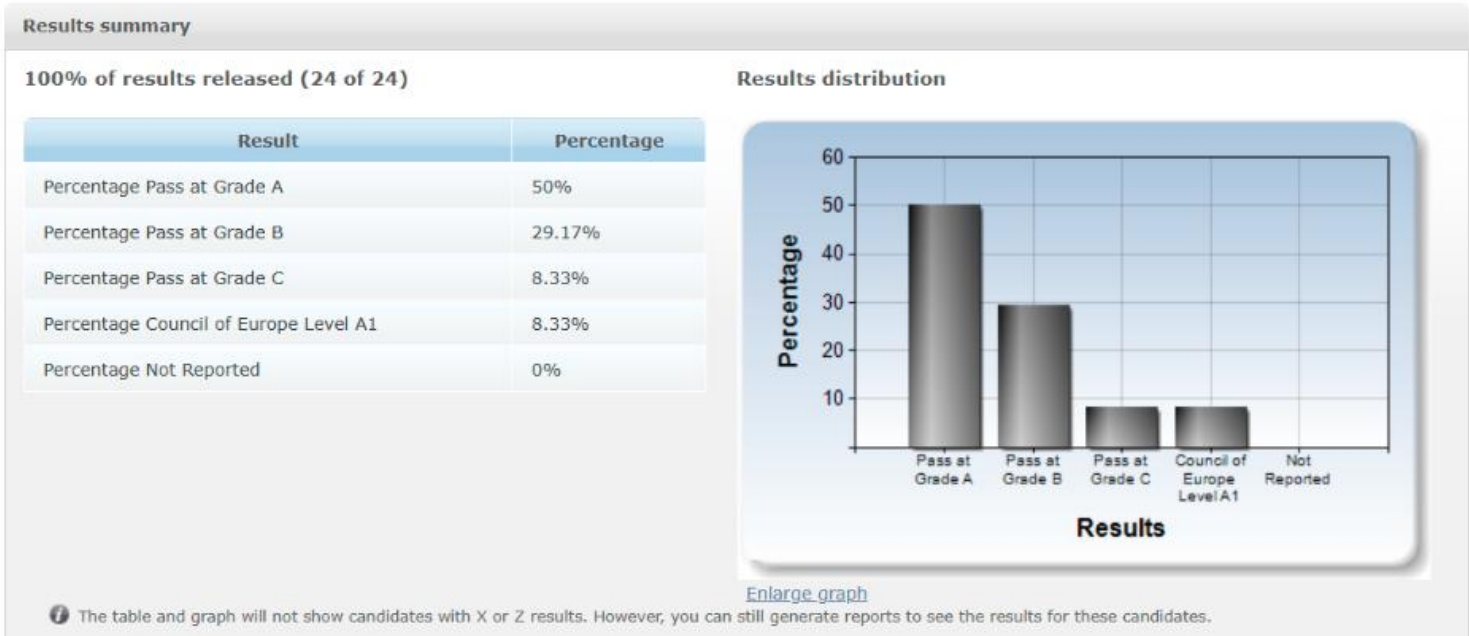 Results summary
100% of results released (24 of 24)
Result Percentage
Percentage Pass at Grade A 50%
Percentage Pass at Grade B 29.17%
Percentage Pass at Grade C 8.33%
Percentage Council of Europe Level A1 8.33%
Percentage Not Reported 0%
Results distribution
60
50
40
30
20
10
Percentage
Pass at Grade A
Pass at Grade B
Pass at Grade C
Council of Europe Level A1
Not Reported
Results
Enlarge graph
The table and graph will not show candidates with X or Z results. However, you can still generate reports to see the results for these candidates.